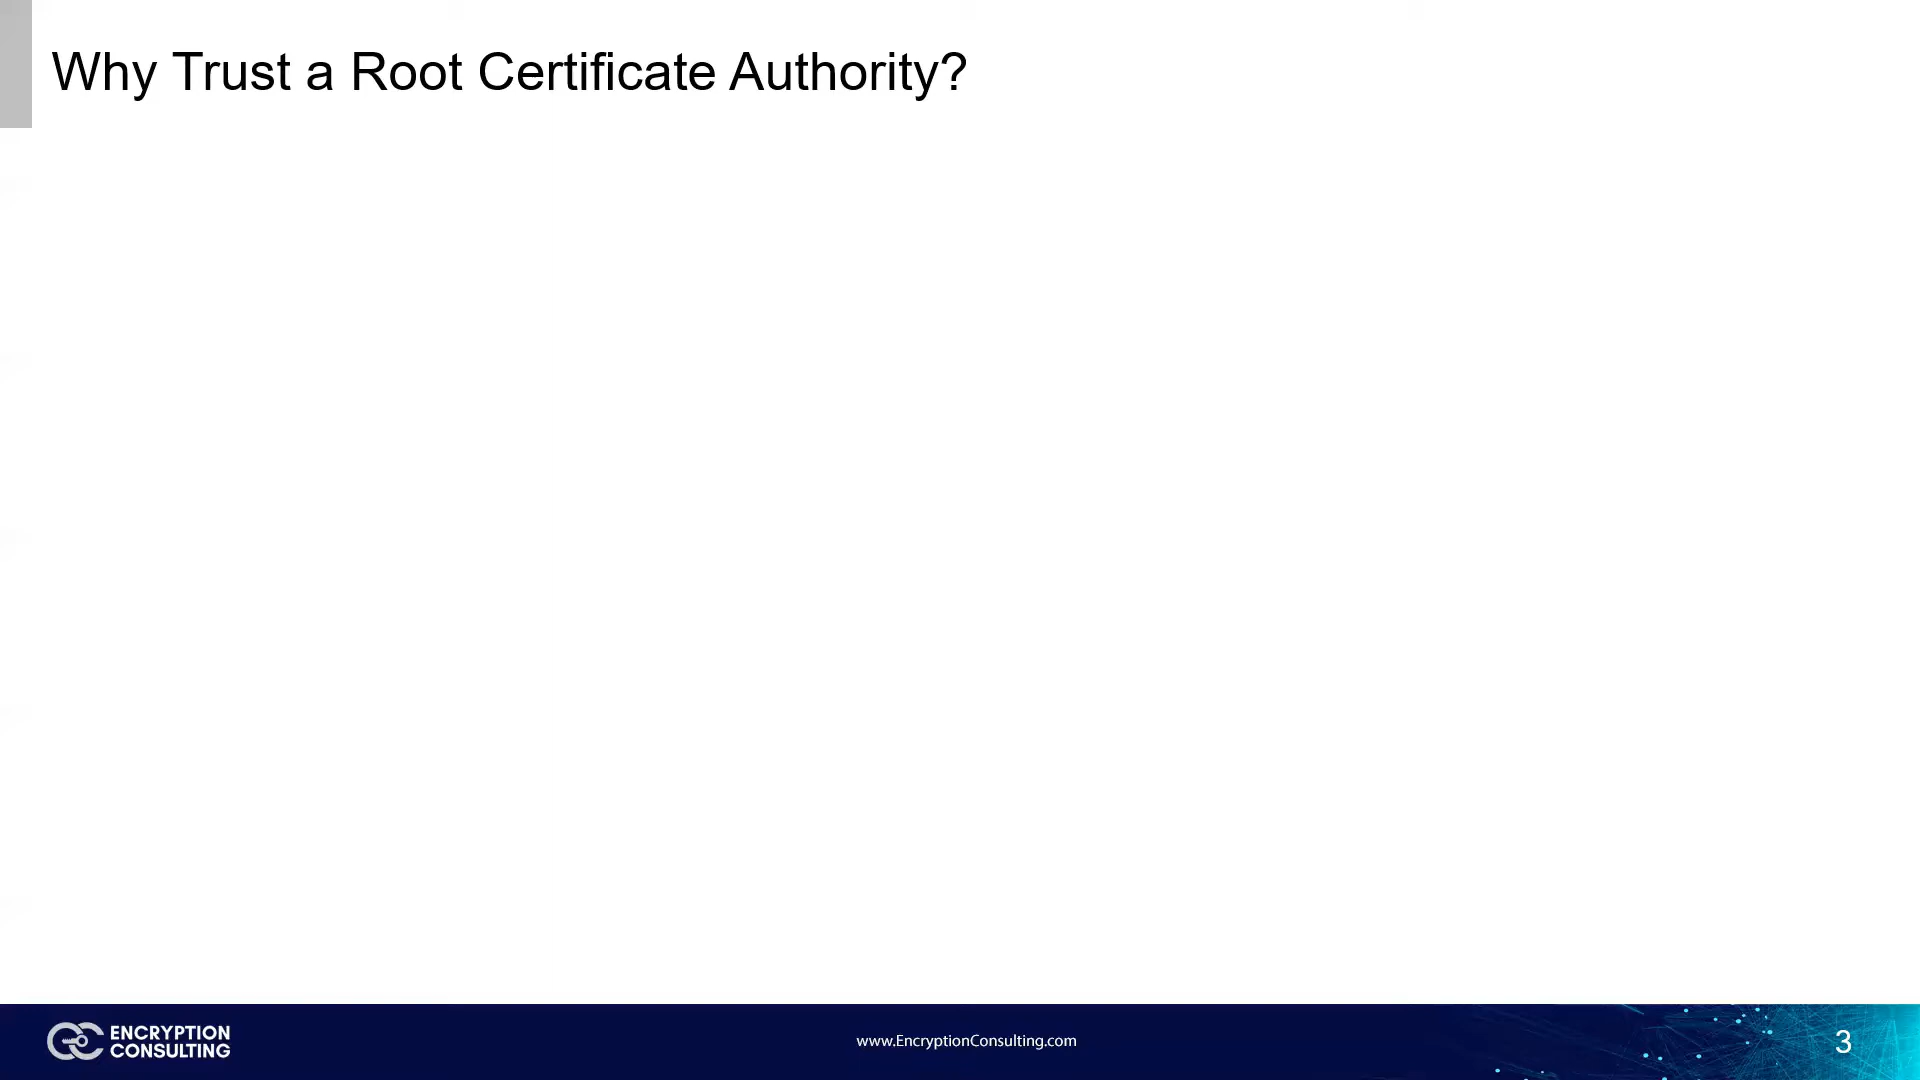 Why Trust a Root Certificate Authority?
ENCRYPTION
CONSULTING
www.EncryptionConsulting.com
3